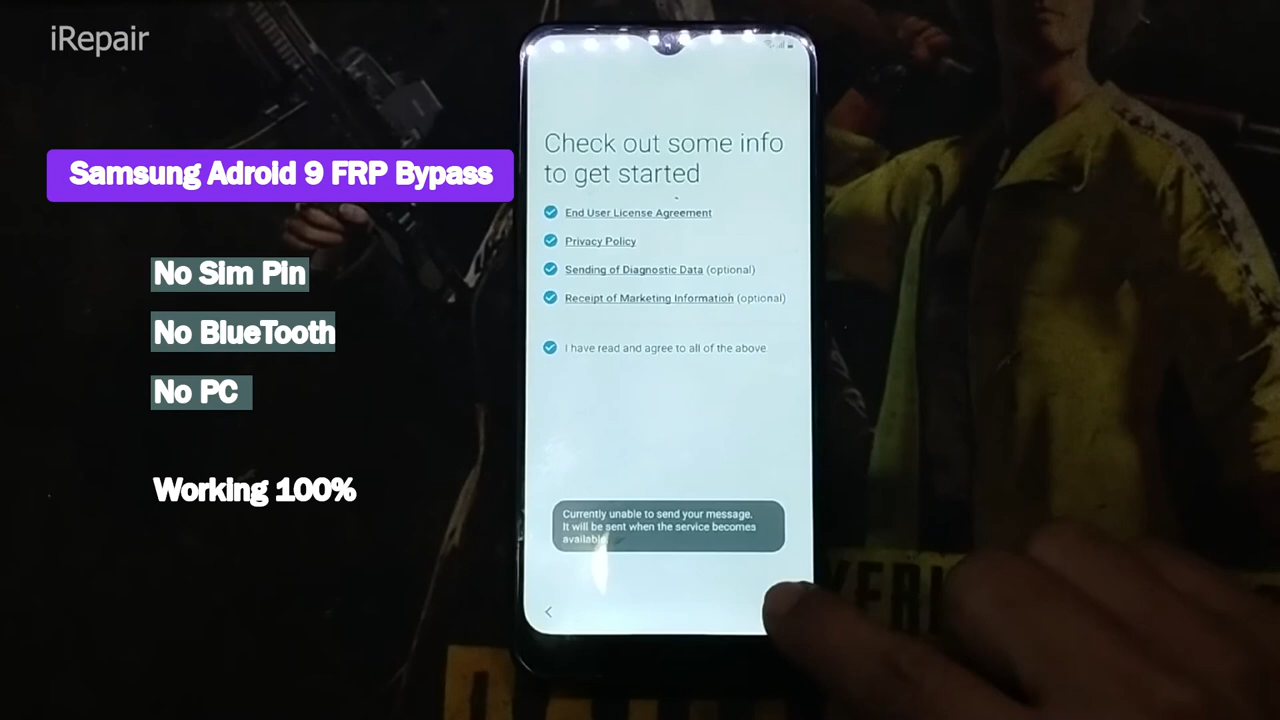 iRepair
Samsung Adroid 9 FRP Bypass
No Sim Pin
No BlueTooth
No PC
Working 100%
Check out some info
to get started
End User License Agreement
Privacy Policy
Sending of Diagnostic Data (optional)
Receipt of Marketing Information (optional)
I have read and agree to all of the above.
Currently unable to send your message.
It will be sent when the service becomes
available.